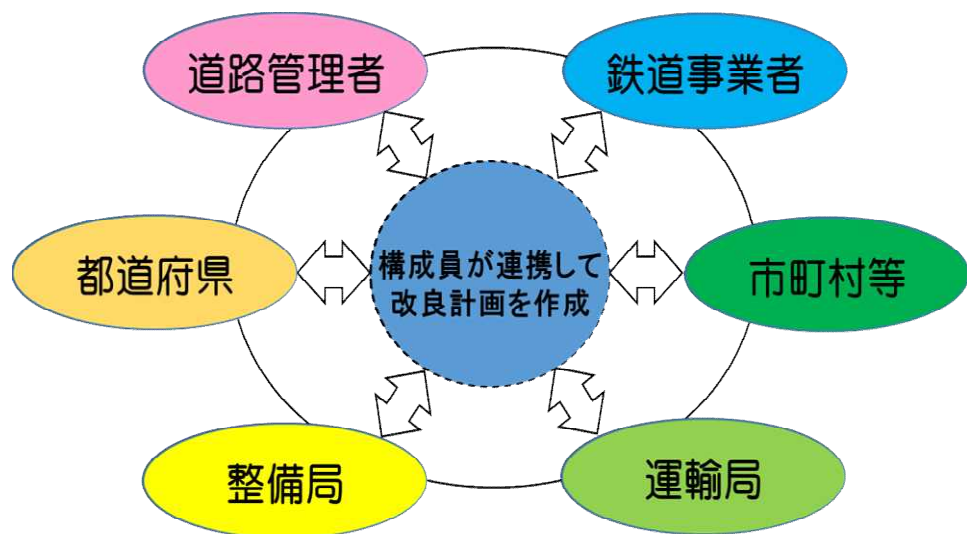 道路管理者
鉄道事業者
都道府県
構成員が連携して
改良計画を作成
市町村等
整備局
運輸局